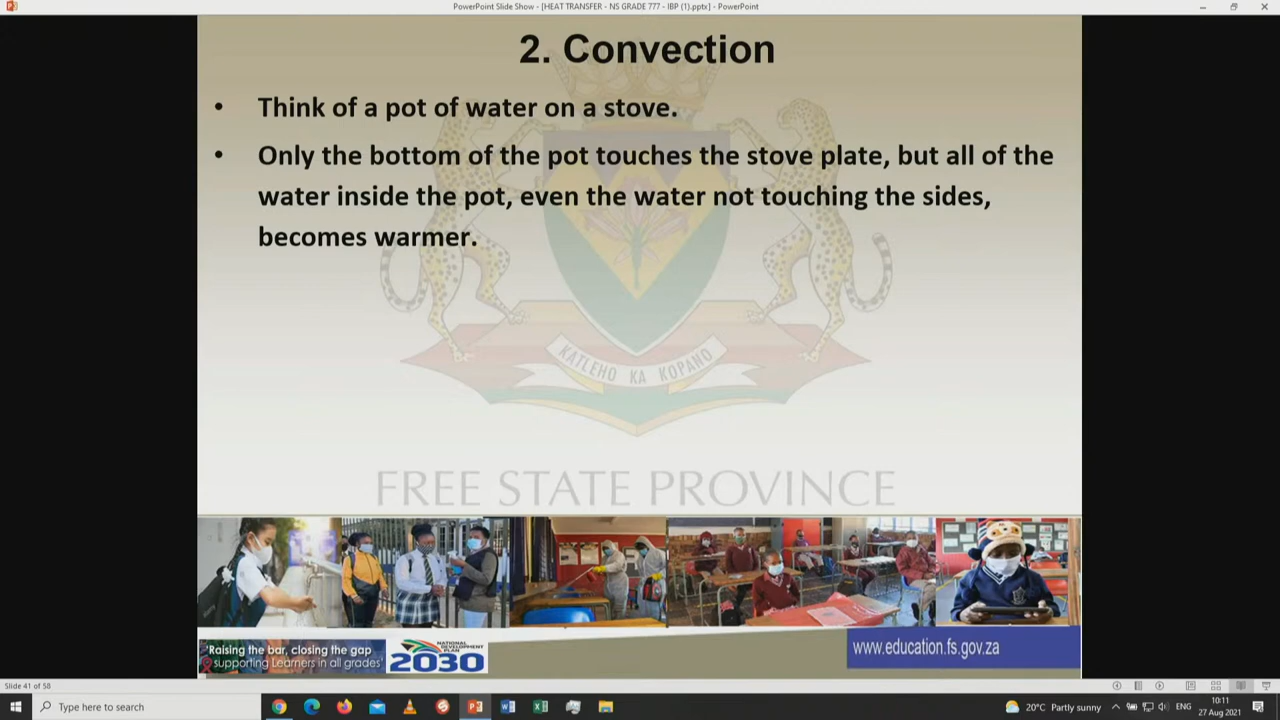 PowerPoint Slide Show - [HEAT TRANSFER - NS GRADE 777 - IBP (1).pptx] - PowerPoint
2. Convection
• Think of a pot of water on a stove.
• Only the bottom of the pot touches the stove plate, but all of the
water inside the pot, even the water not touching the sides,
becomes warmer.
KATLEHO KA KOPANO
FREE STATE PROVINCE
'Raising the bar, closing the gap
supporting Learners in all grades'
NATIONAL
DEVELOPMENT
PLAN
2030
www.education.fs.gov.za
Slide 41 of 58
Type here to search
20°C Partly sunny
ENG
10:11
27 Aug 2021